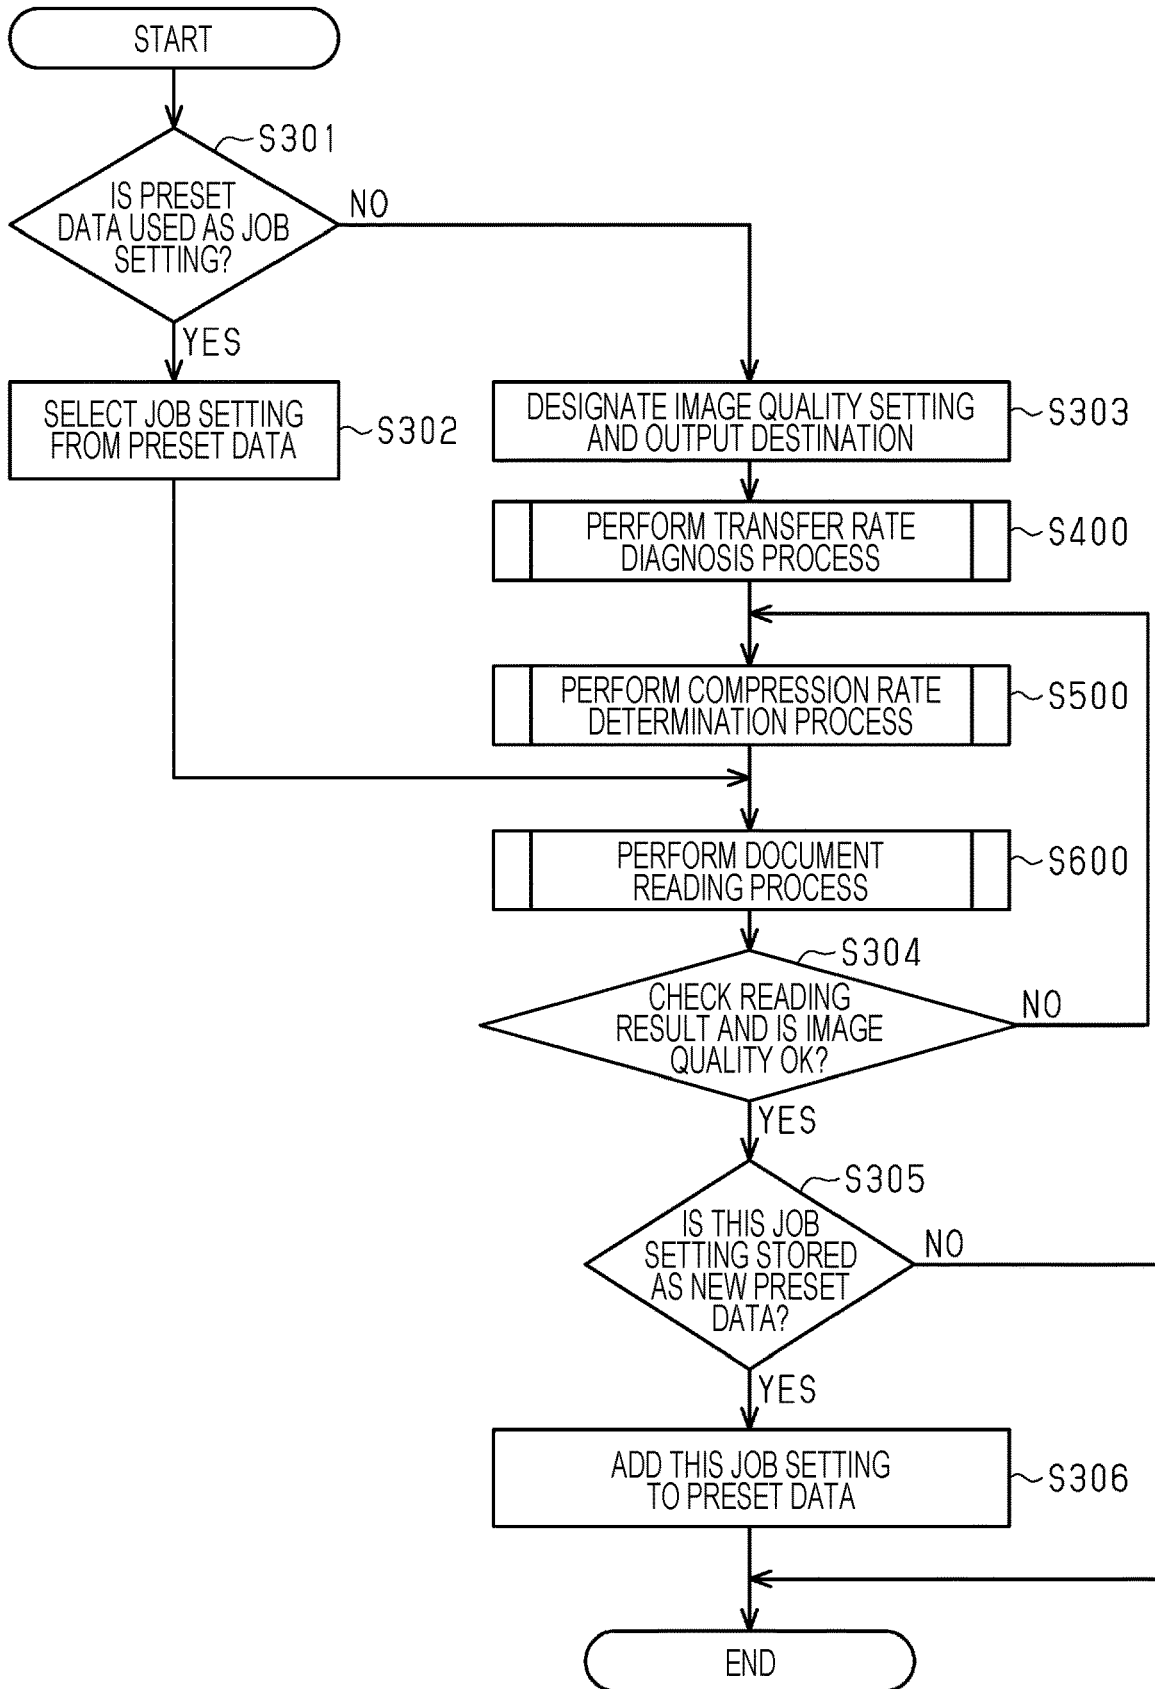 START
S301
IS PRESET
DATA USED AS JOB
SETTING?
NO
YES
SELECT JOB SETTING
FROM PRESET DATA
S302
DESIGNATE IMAGE QUALITY SETTING
AND OUTPUT DESTINATION
S303
PERFORM TRANSFER RATE
DIAGNOSIS PROCESS
S400
PERFORM COMPRESSION RATE
DETERMINATION PROCESS
S500
PERFORM DOCUMENT
READING PROCESS
S600
S304
CHECK READING
RESULT AND IS IMAGE
QUALITY OK?
NO
YES
S305
IS THIS JOB
SETTING STORED
AS NEW PRESET
DATA?
NO
YES
ADD THIS JOB SETTING
TO PRESET DATA
S306
END